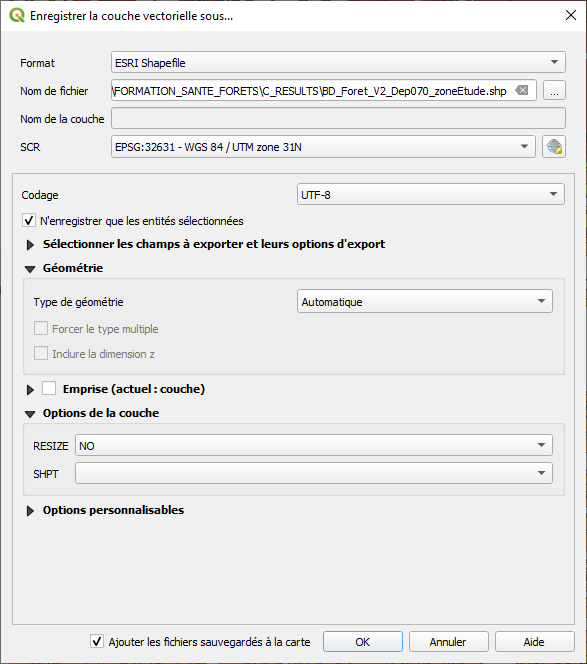 Enregistrer la couche vectorielle sous...
Format ESRI Shapefile
Nom de fichier \FORMATION_SANTE_FORETS\C_RESULTS\BD_Foret_V2_Dep070_zoneEtude.shp ...
Nom de la couche
SCR EPSG:32631 - WGS 84 / UTM zone 31N
Codage UTF-8
N'enregistrer que les entités sélectionnées
Sélectionner les champs à exporter et leurs options d'export
Géométrie
Type de géométrie Automatique
Forcer le type multiple
Inclure la dimension z
Emprise (actuel : couche)
Options de la couche
RESIZE NO
SHPT
Options personnalisables
Ajouter les fichiers sauvegardés à la carte OK Annuler Aide